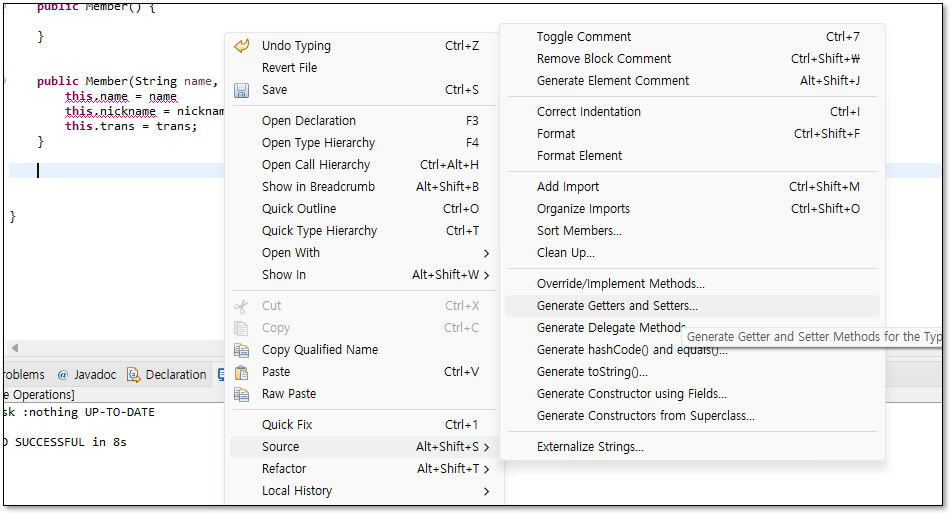 public Member() {
}
public Member(String name,
this.name = name
this.nickname = nicknam
this.trans = trans;
}
}
Undo Typing Ctrl+Z
Revert File
Save Ctrl+S
Open Declaration F3
Open Type Hierarchy F4
Open Call Hierarchy Ctrl+Alt+H
Show in Breadcrumb Alt+Shift+B
Quick Outline Ctrl+O
Quick Type Hierarchy Ctrl+T
Open With
Show In Alt+Shift+W
Cut Ctrl+X
Copy Ctrl+C
Copy Qualified Name
Paste Ctrl+V
Raw Paste
Quick Fix Ctrl+1
Source Alt+Shift+S
Refactor Alt+Shift+T
Local History
Toggle Comment Ctrl+7
Remove Block Comment Ctrl+Shift+₩
Generate Element Comment Alt+Shift+J
Correct Indentation Ctrl+I
Format Ctrl+Shift+F
Format Element
Add Import Ctrl+Shift+M
Organize Imports Ctrl+Shift+O
Sort Members...
Clean Up...
Override/Implement Methods...
Generate Getters and Setters...
Generate Delegate Methods
Generate Getter and Setter Methods for the Typ
Generate hashCode() and equals()...
Generate toString()...
Generate Constructor using Fields...
Generate Constructors from Superclass...
Externalize Strings...
roblems @ Javadoc Declaration
e Operations]
sk :nothing UP-TO-DATE
D SUCCESSFUL in 8s